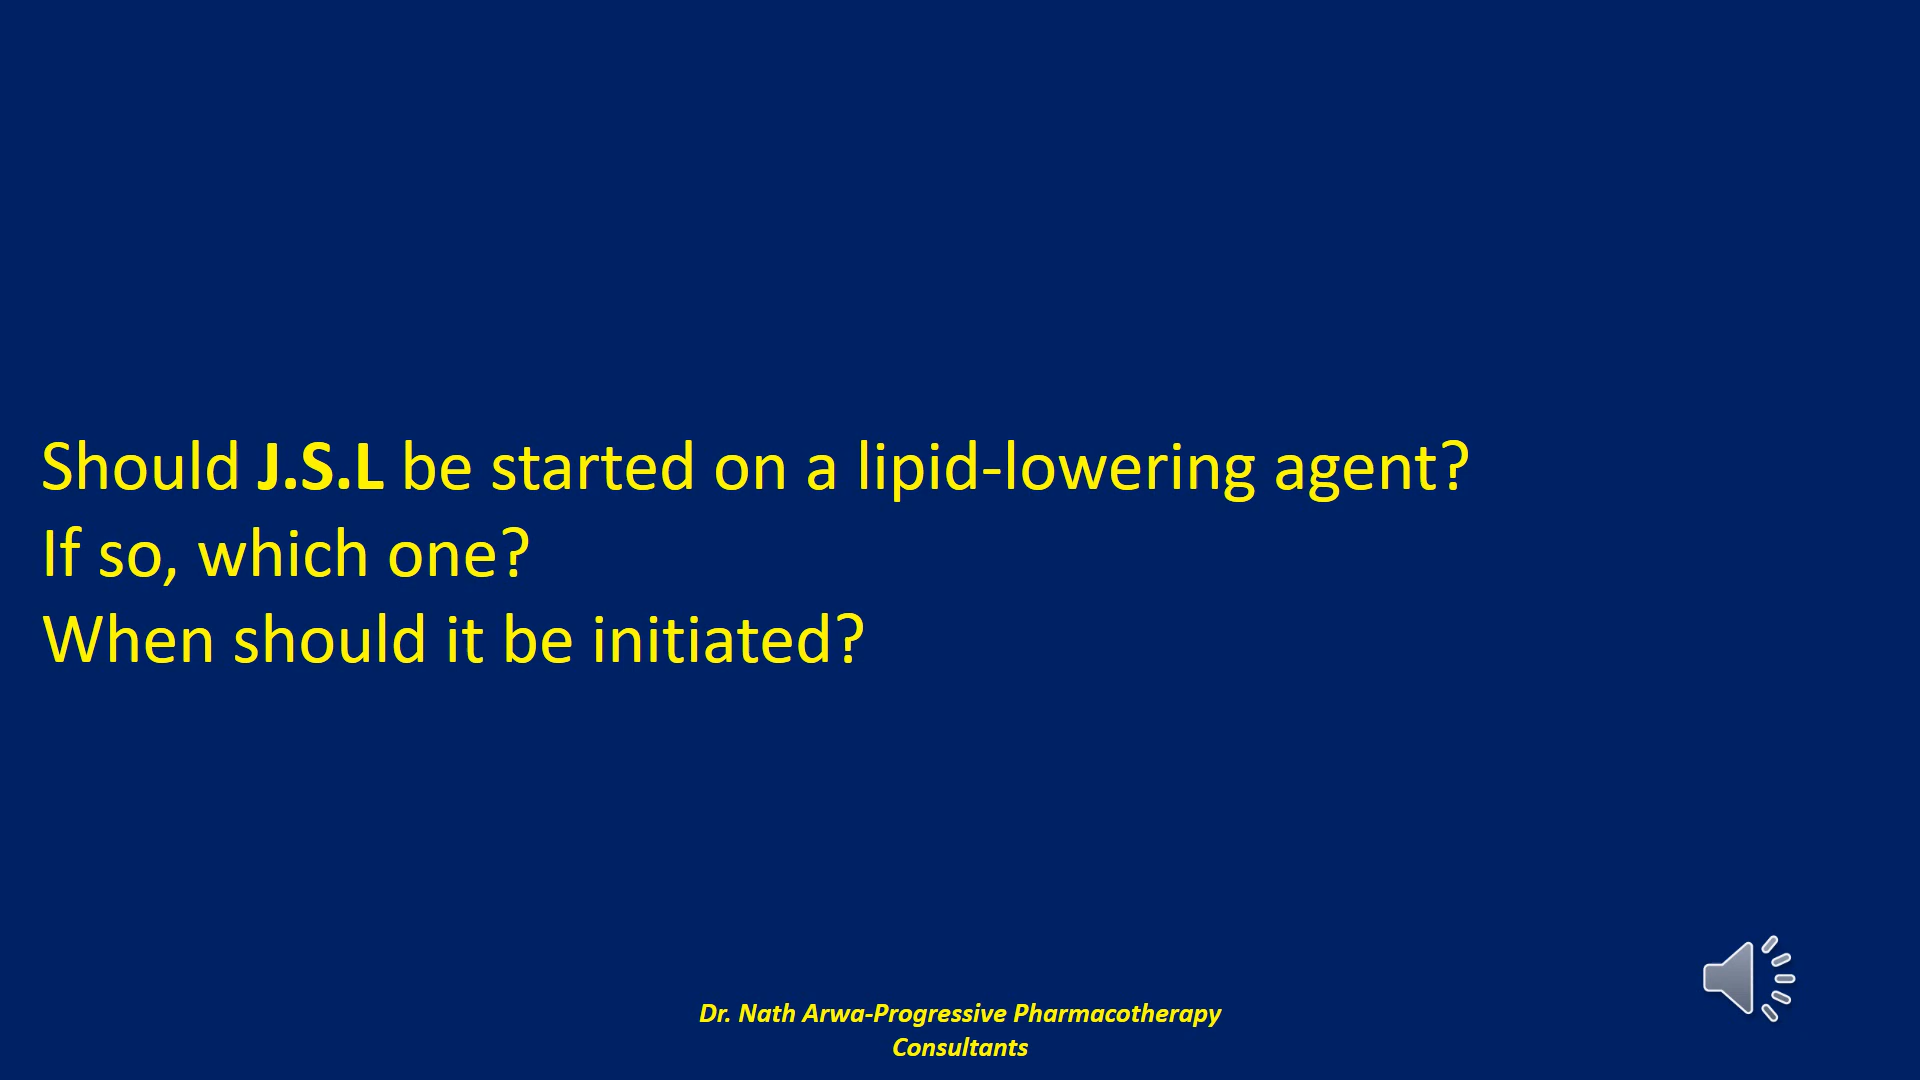 Should J.S.L be started on a lipid-lowering agent?
If so, which one?
When should it be initiated?
Dr. Nath Arwa-Progressive Pharmacotherapy
Consultants